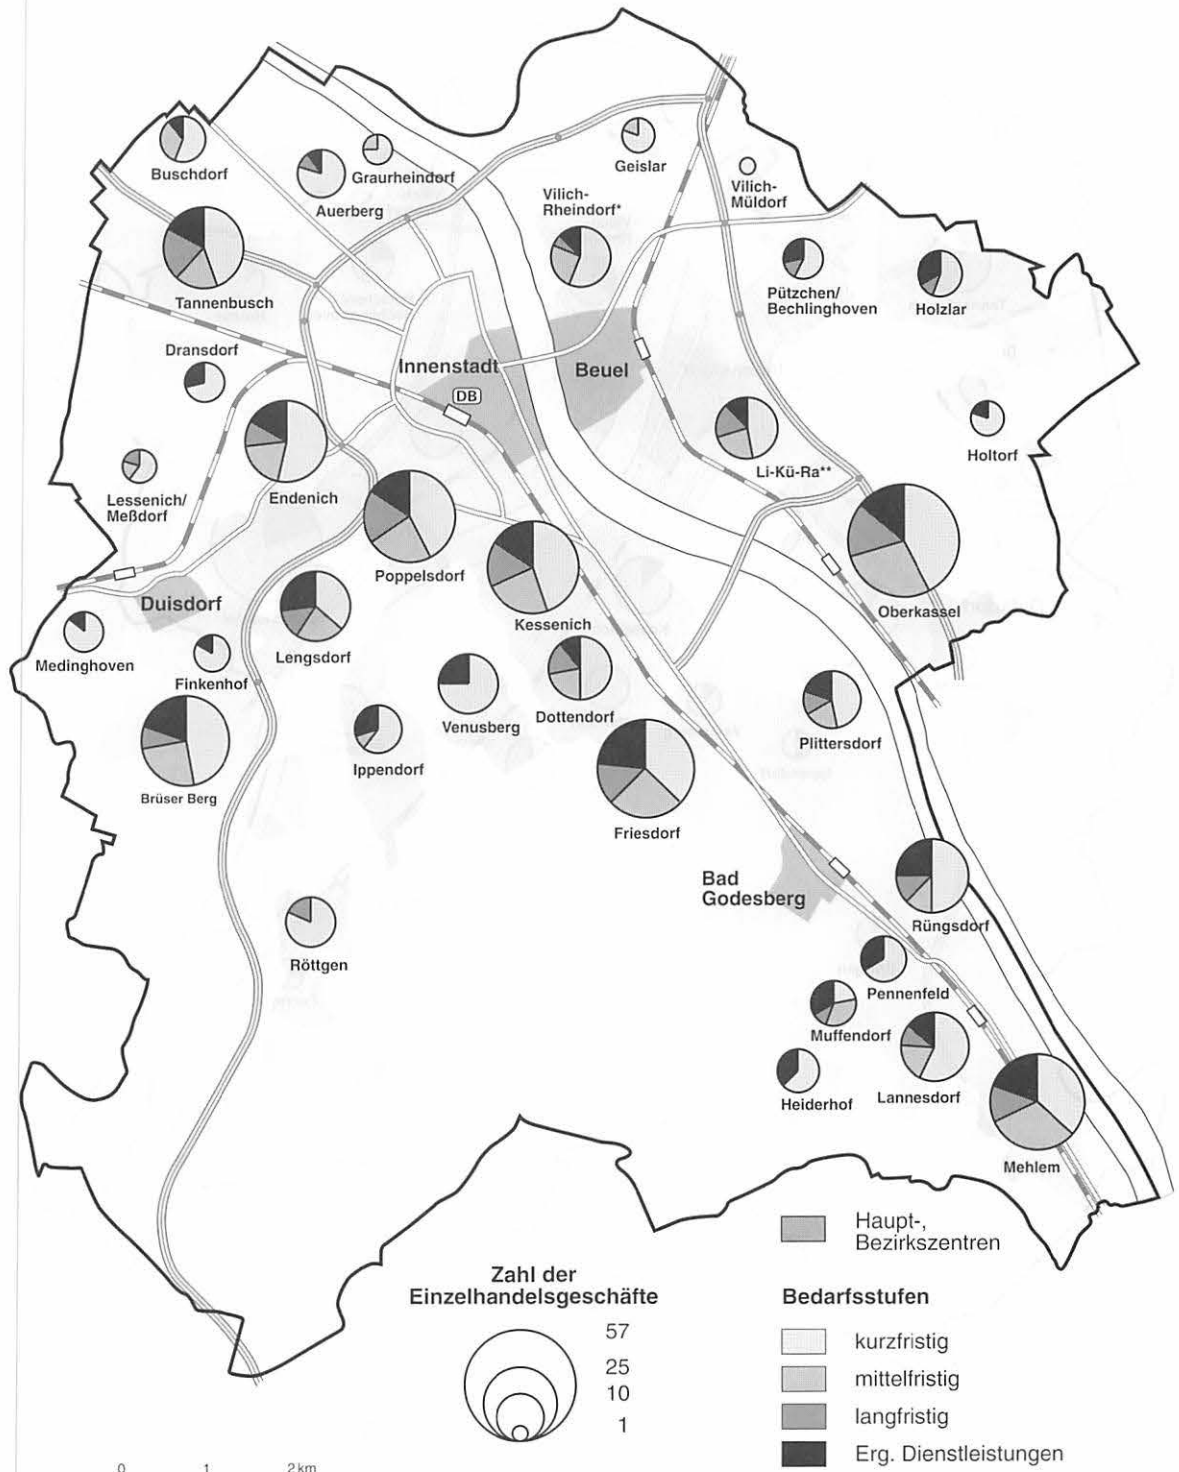 Buschdorf
Auerberg
Graurheindorf
Geislar
Vilich-
Müldorf
Vilich-
Rheindorf*
Tannenbusch
Pützchen/
Bechlinghoven
Holzlar
Dransdorf
Innenstadt
DB
Beuel
Holtorf
Lessenich/
Meßdorf
Endenich
Li-Kü-Ra**
Poppelsdorf
Kessenich
Oberkassel
Duisdorf
Medinghoven
Finkenhof
Lengsdorf
Venusberg
Dottendorf
Plittersdorf
Ippendorf
Brüser Berg
Friesdorf
Bad
Godesberg
Rüngsdorf
Röttgen
Pennenfeld
Muffendorf
Heiderhof
Lannesdorf
Mehlem
Zahl der
Einzelhandelsgeschäfte
57
25
10
1
0 1 2 km
Haupt-,
Bezirkszentren
Bedarfsstufen
kurzfristig
mittelfristig
langfristig
Erg. Dienstleistungen